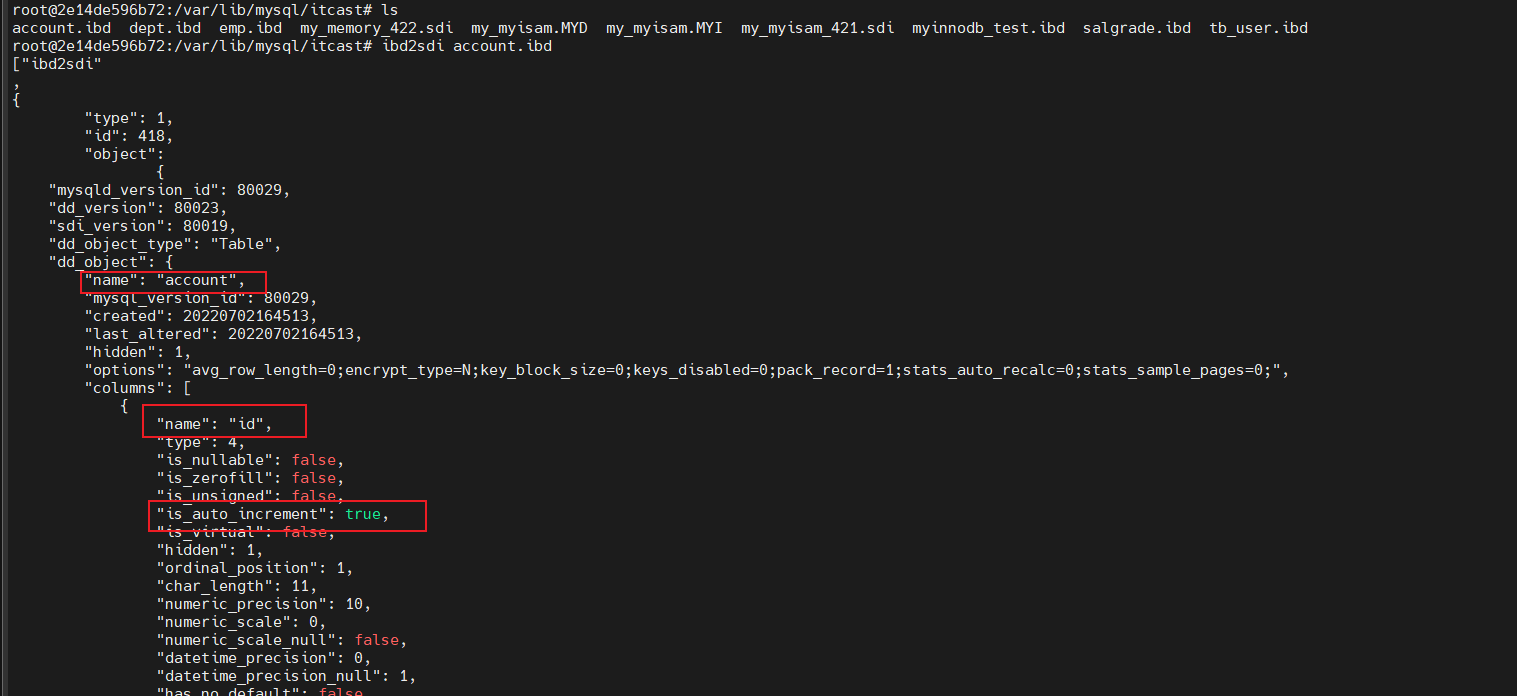 root@2e14de596b72:/var/lib/mysql/itcast# ls
account.ibd  dept.ibd  emp.ibd  my_memory_422.sdi  my_myisam.MYD  my_myisam.MYI  my_myisam_421.sdi  myinnodb_test.ibd  salgrade.ibd  tb_user.ibd
root@2e14de596b72:/var/lib/mysql/itcast# ibd2sdi account.ibd
["ibd2sdi"
,
{
        "type": 1,
        "id": 418,
        "object":
                {
    "mysqld_version_id": 80029,
    "dd_version": 80023,
    "sdi_version": 80019,
    "dd_object_type": "Table",
    "dd_object": {
        "name": "account",
        "mysql_version_id": 80029,
        "created": 20220702164513,
        "last_altered": 20220702164513,
        "hidden": 1,
        "options": "avg_row_length=0;encrypt_type=N;key_block_size=0;keys_disabled=0;pack_record=1;stats_auto_recalc=0;stats_sample_pages=0;",
        "columns": [
            {
                "name": "id",
                "type": 4,
                "is_nullable": false,
                "is_zerofill": false,
                "is_unsigned": false,
                "is_auto_increment": true,
                "is_virtual": false,
                "hidden": 1,
                "ordinal_position": 1,
                "char_length": 11,
                "numeric_precision": 10,
                "numeric_scale": 0,
                "numeric_scale_null": false,
                "datetime_precision": 0,
                "datetime_precision_null": 1,
                "has_no_default": false